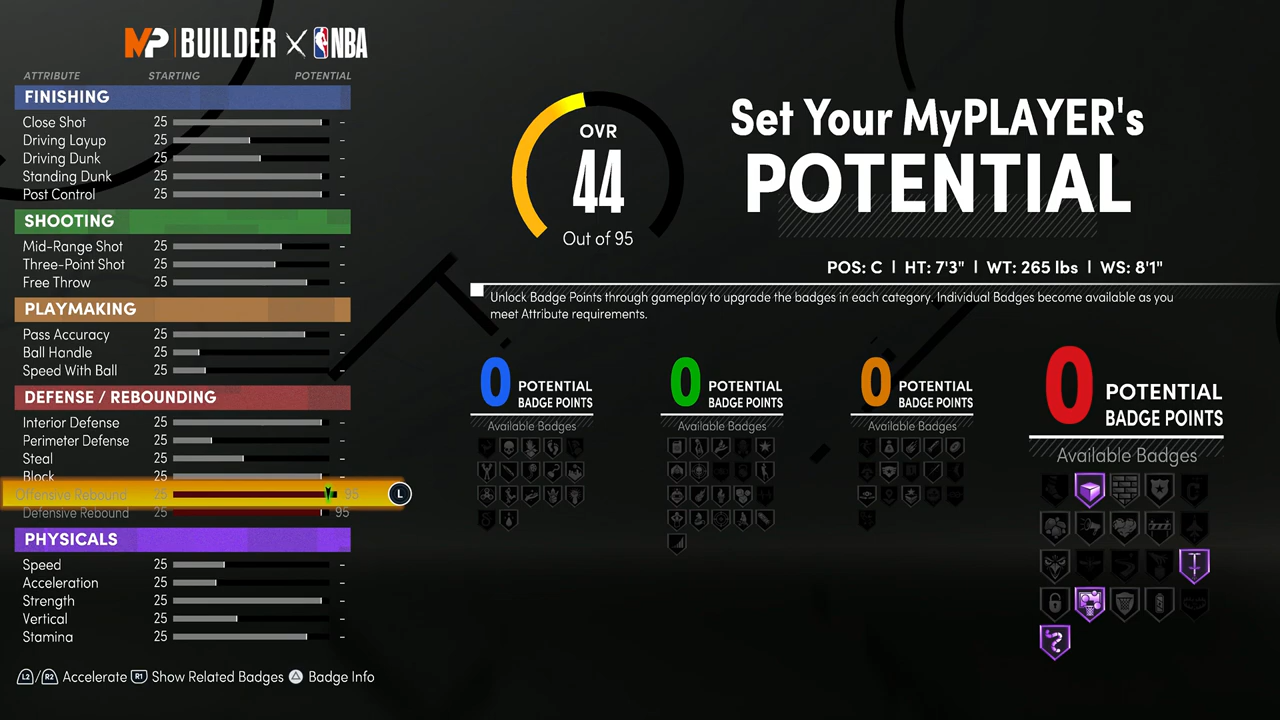 MP | BUILDER X NBA
ATTRIBUTE STARTING POTENTIAL
FINISHING
Close Shot 25 -
Driving Layup 25 -
Driving Dunk 25 -
Standing Dunk 25 -
Post Control 25 -
SHOOTING
Mid-Range Shot 25 -
Three-Point Shot 25 -
Free Throw 25 -
PLAYMAKING
Pass Accuracy 25 -
Ball Handle 25 -
Speed With Ball 25 -
DEFENSE / REBOUNDING
Interior Defense 25 -
Perimeter Defense 25 -
Steal 25 -
Block 25 -
Offensive Rebound 25 95 L
Defensive Rebound 25 95
PHYSICALS
Speed 25 -
Acceleration 25 -
Strength 25 -
Vertical 25 -
Stamina 25 -
L2/R2 Accelerate R1 Show Related Badges Badge Info
OVR
44
Out of 95
Set Your MyPLAYER's
POTENTIAL
POS: C | HT: 7'3" | WT: 265 lbs | WS: 8'1"
Unlock Badge Points through gameplay to upgrade the badges in each category. Individual Badges become available as you
meet Attribute requirements.
0 POTENTIAL
BADGE POINTS
Available Badges
0 POTENTIAL
BADGE POINTS
Available Badges
0 POTENTIAL
BADGE POINTS
Available Badges
0 POTENTIAL
BADGE POINTS
Available Badges